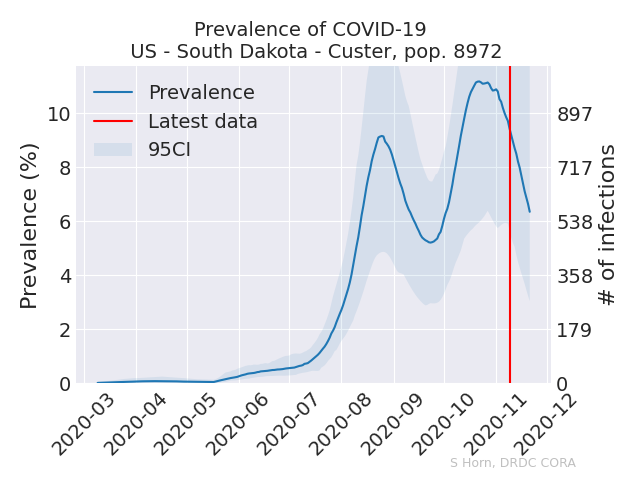 Prevalence of COVID-19
US - South Dakota - Custer, pop. 8972
Prevalence
Latest data
95CI
Prevalence (%)
10
8
6
4
2
0
# of infections
897
717
538
358
179
0
2020-03
2020-04
2020-05
2020-06
2020-07
2020-08
2020-09
2020-10
2020-11
2020-12
S Horn, DRDC CORA